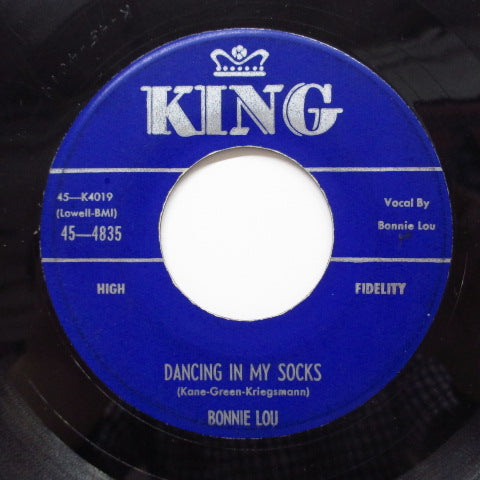 KING
45—K4019
(Lowell-BMI)
45—4835
Vocal By
Bonnie Lou
HIGH FIDELITY
DANCING IN MY SOCKS
(Kane-Green-Kriegsmann)
BONNIE LOU